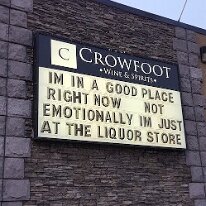 C CROWFOOT
• WINE & SPIRITS •
IM IN A GOOD PLACE
RIGHT NOW NOT
EMOTIONALLY IM JUST
AT THE LIQUOR STORE